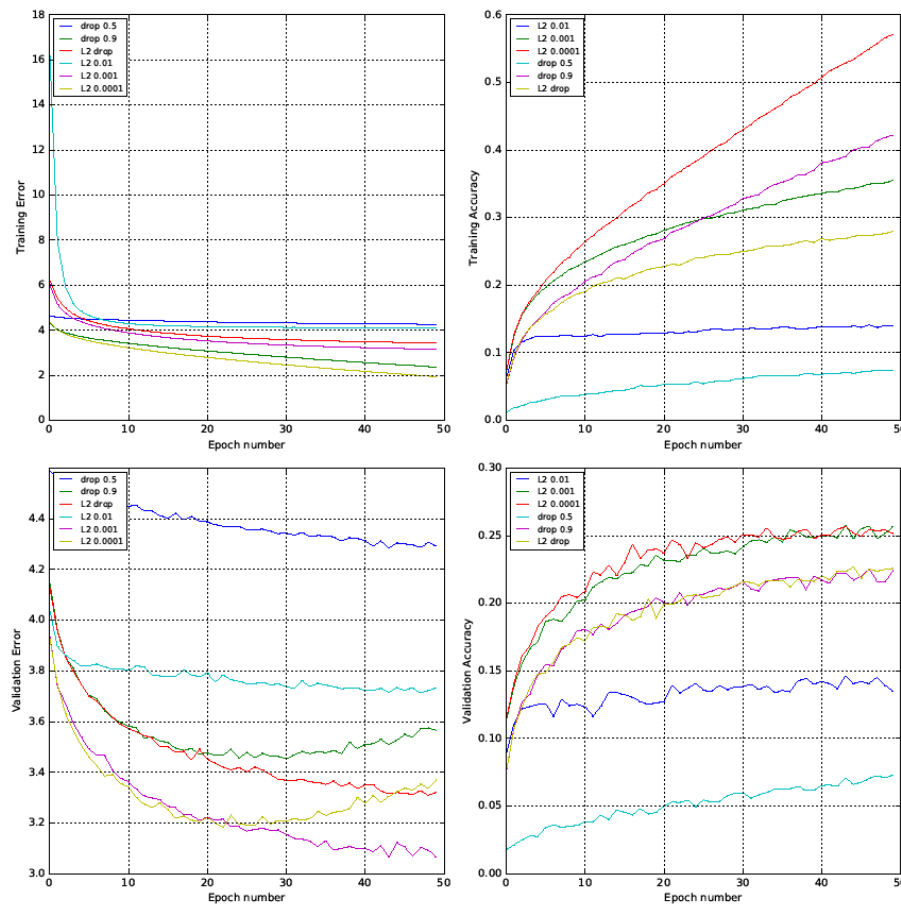 18
16
14
12
10
8
6
4
2
0
0
10
20
30
40
50
Training Error
Epoch number
drop 0.5
drop 0.9
L2 drop
L2 0.01
L2 0.001
L2 0.0001
0.6
0.5
0.4
0.3
0.2
0.1
0.0
0
10
20
30
40
50
Training Accuracy
Epoch number
L2 0.01
L2 0.001
L2 0.0001
drop 0.5
drop 0.9
L2 drop
4.4
4.2
4.0
3.8
3.6
3.4
3.2
3.0
0
10
20
30
40
50
Validation Error
Epoch number
drop 0.5
drop 0.9
L2 drop
L2 0.01
L2 0.001
L2 0.0001
0.30
0.25
0.20
0.15
0.10
0.05
0.00
0
10
20
30
40
50
Validation Accuracy
Epoch number
L2 0.01
L2 0.001
L2 0.0001
drop 0.5
drop 0.9
L2 drop